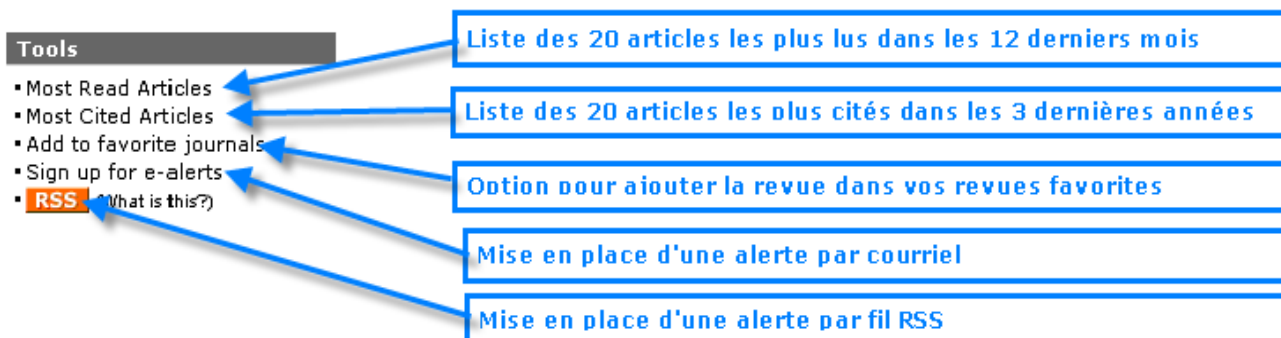 Tools
▪ Most Read Articles
▪ Most Cited Articles
▪ Add to favorite journals
▪ Sign up for e-alerts
▪ RSS (What is this?)
Liste des 20 articles les plus lus dans les 12 derniers mois
Liste des 20 articles les plus cités dans les 3 dernières années
Option pour ajouter la revue dans vos revues favorites
Mise en place d'une alerte par courriel
Mise en place d'une alerte par fil RSS